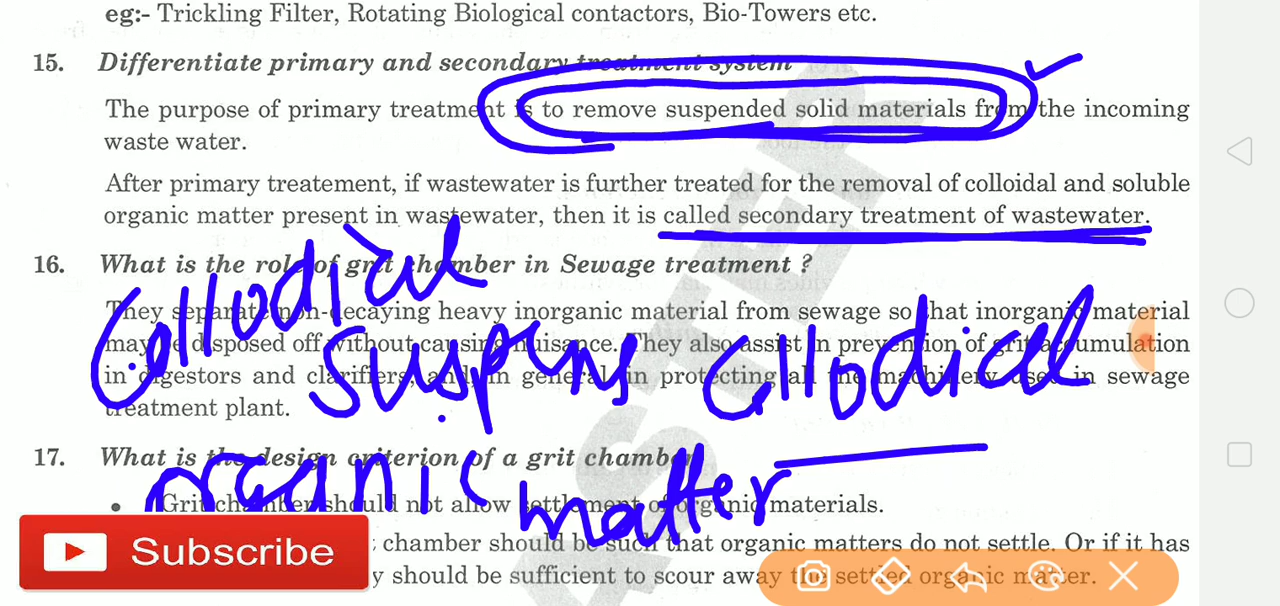 eg:- Trickling Filter, Rotating Biological contactors, Bio-Towers etc.
15. Differentiate primary and secondary treatment system
The purpose of primary treatment is to remove suspended solid materials from the incoming
waste water.
After primary treatement, if wastewater is further treated for the removal of colloidal and soluble
organic matter present in wastewater, then it is called secondary treatment of wastewater.
16. What is the role of grit chamber in Sewage treatment ?
They separate non-decaying heavy inorganic material from sewage so that inorganic material
may be disposed off without causing nuisance. They also assist in prevention of grit accumulation
in digestors and clarifiers, and in general in protecting all the machinery used in sewage
treatment plant.
Collodical
suspens
Collodical
17. What is the design criterion of a grit chamber
organic matter
• Grit chamber should not allow settlement of organic materials.
chamber should be such that organic matters do not settle. Or if it has
y should be sufficient to scour away the settled organic matter.
Subscribe